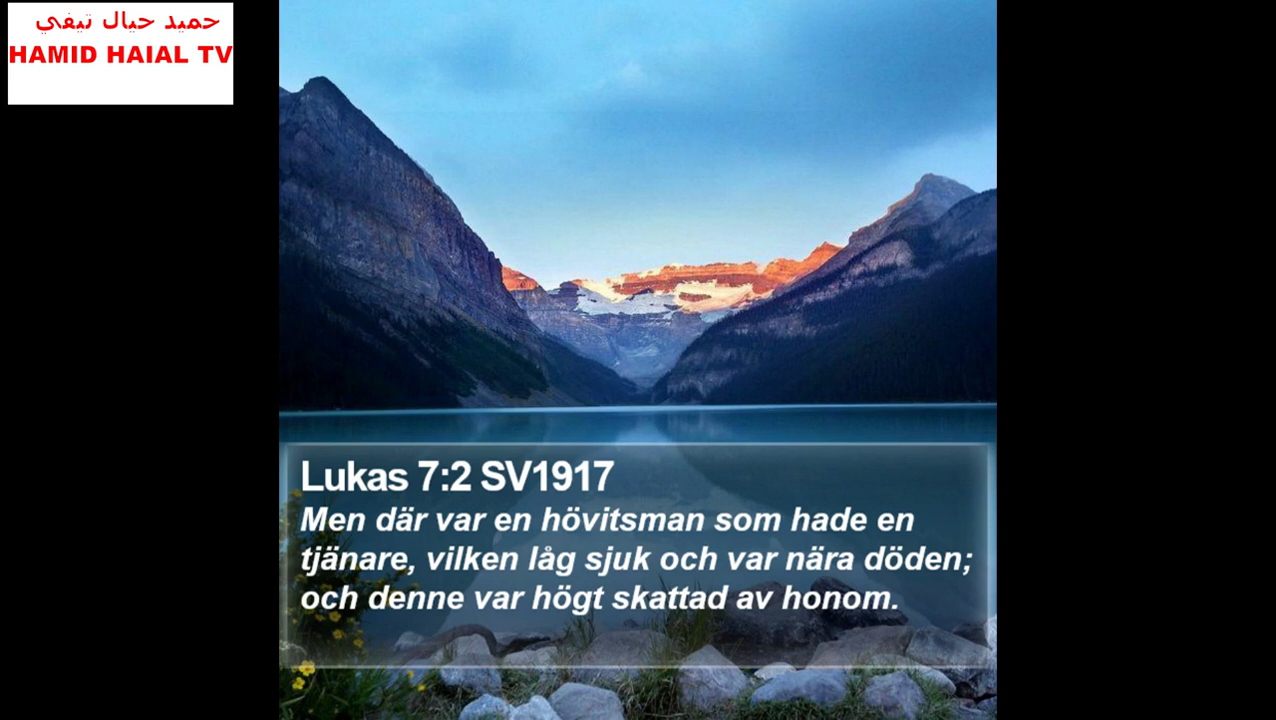 حميد حيال تيفي
HAMID HAIAL TV
Lukas 7:2 SV1917
Men där var en hövitsman som hade en
tjänare, vilken låg sjuk och var nära döden;
och denne var högt skattad av honom.